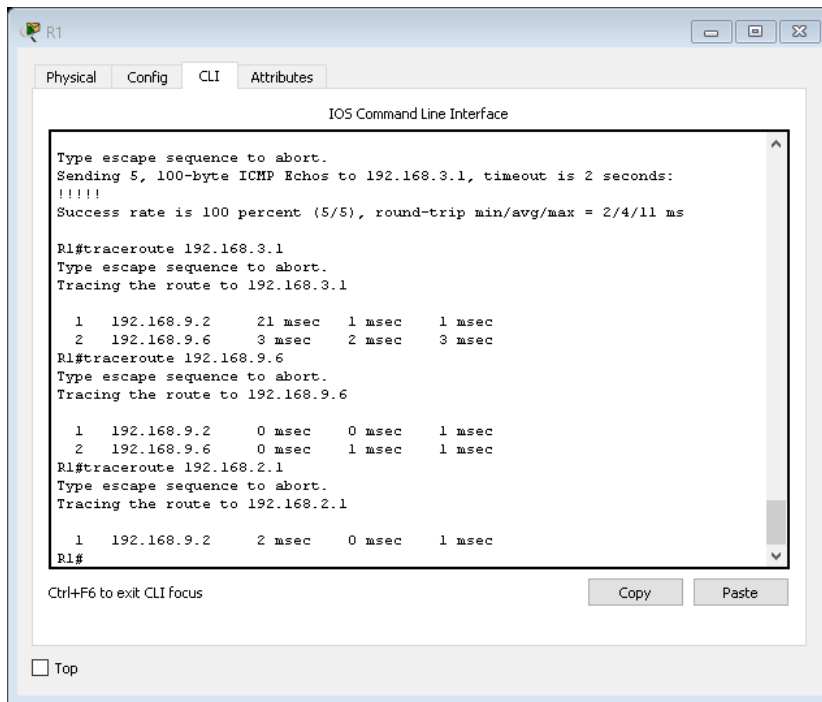 R1
Physical Config CLI Attributes
IOS Command Line Interface
Type escape sequence to abort.
Sending 5, 100-byte ICMP Echos to 192.168.3.1, timeout is 2 seconds:
!!!!!
Success rate is 100 percent (5/5), round-trip min/avg/max = 2/4/11 ms
R1#traceroute 192.168.3.1
Type escape sequence to abort.
Tracing the route to 192.168.3.1
1 192.168.9.2 21 msec 1 msec 1 msec
2 192.168.9.6 3 msec 2 msec 3 msec
R1#traceroute 192.168.9.6
Type escape sequence to abort.
Tracing the route to 192.168.9.6
1 192.168.9.2 0 msec 0 msec 1 msec
2 192.168.9.6 0 msec 1 msec 1 msec
R1#traceroute 192.168.2.1
Type escape sequence to abort.
Tracing the route to 192.168.2.1
1 192.168.9.2 2 msec 0 msec 1 msec
R1#
Ctrl+F6 to exit CLI focus
Copy Paste
Top